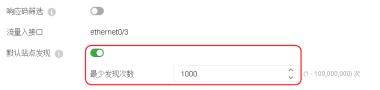 响应码筛选
流量入接口 ethernet0/3
默认站点发现
最少发现次数 1000 (1 - 100,000,000) 次